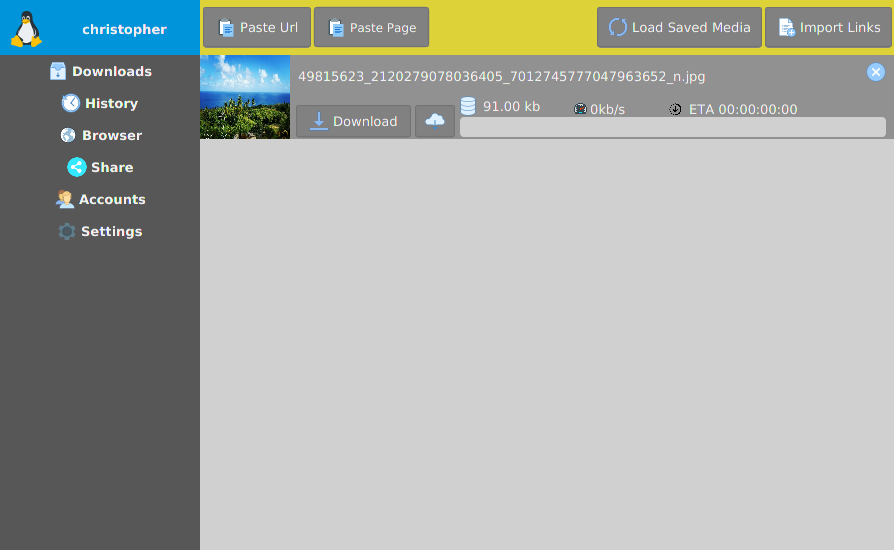 christopher
Paste Url
Paste Page
Load Saved Media
Import Links
Downloads
History
Browser
Share
Accounts
Settings
49815623_2120279078036405_7012745777047963652_n.jpg
Download
91.00 kb
0kb/s
ETA 00:00:00:00